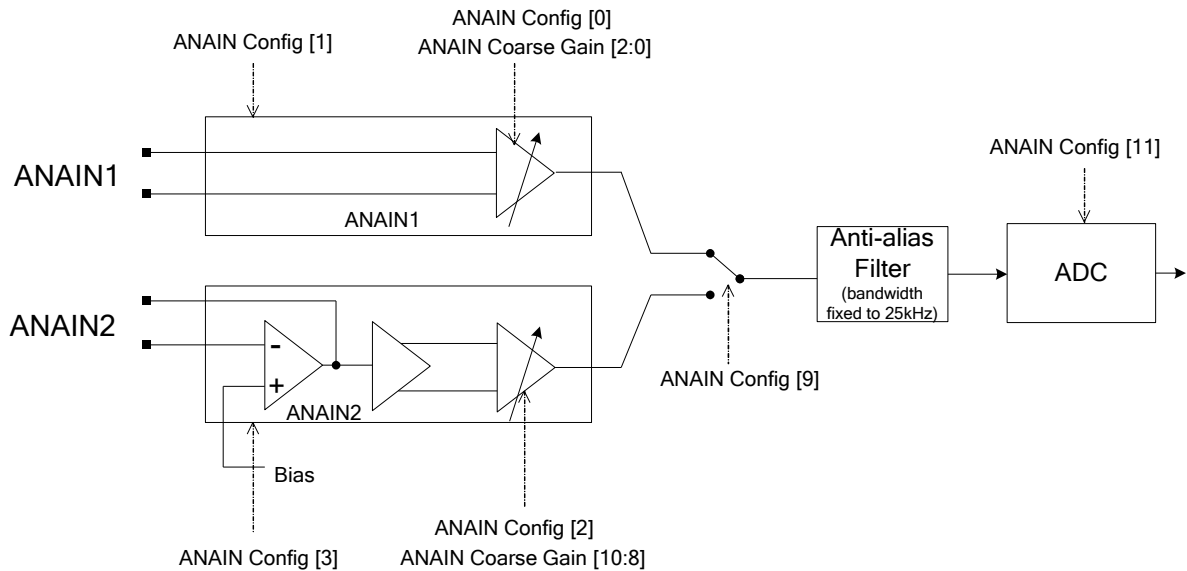 ANAIN Config [0]
ANAIN Config [1]
ANAIN Coarse Gain [2:0]
ANAIN1
ANAIN1
ANAIN Config [11]
Anti-alias
Filter
(bandwidth
fixed to 25kHz)
ADC
ANAIN2
-
+
ANAIN2
Bias
ANAIN Config [9]
ANAIN Config [2]
ANAIN Config [3]
ANAIN Coarse Gain [10:8]